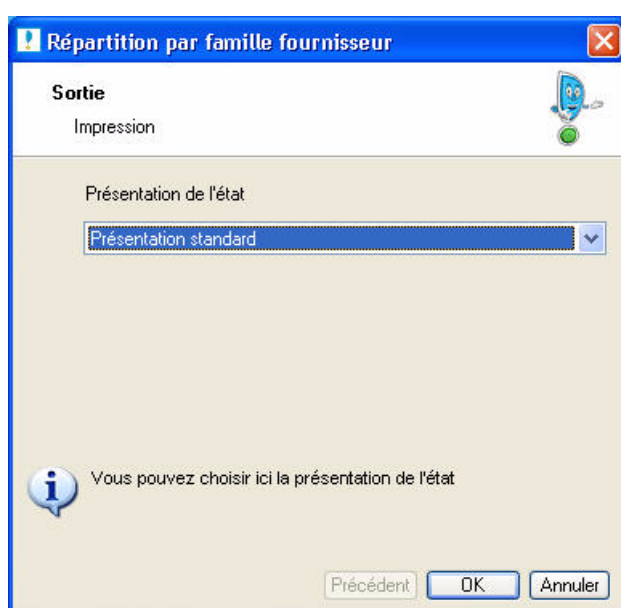 Répartition par famille fournisseur
Sortie
Impression
Présentation de l'état
Présentation standard
Vous pouvez choisir ici la présentation de l'état
Précédent OK Annuler